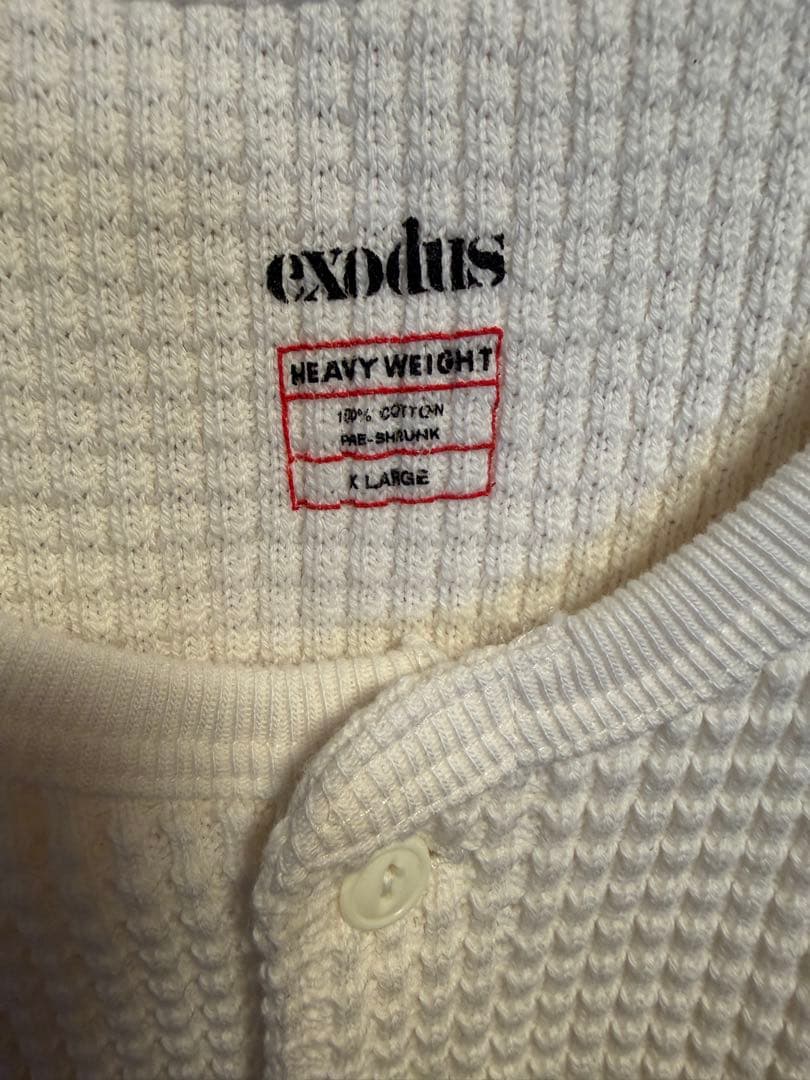 exodus
HEAVY WEIGHT
100% COTTON
PRE-SHRUNK
X LARGE